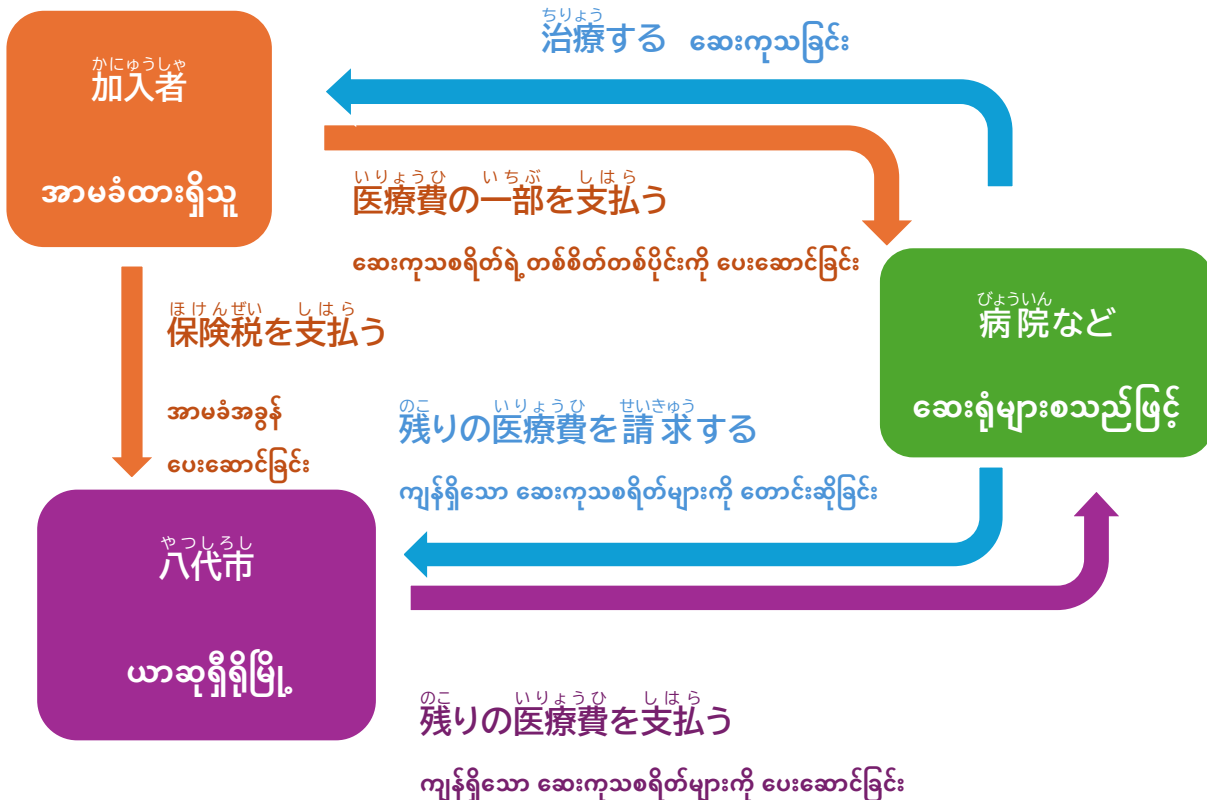 ちりょう
治療する ဆေးကုသခြင်း
かにゅうしゃ
加入者
အာမခံထားရှိသူ
いりょうひ いちぶ しはら
医療費の一部を支払う
ဆေးကုသစရိတ်ရဲ့တစ်စိတ်တစ်ပိုင်းကို ပေးဆောင်ခြင်း
ほけんぜい しはら
保険税を支払う
အာမခံအခွန်
ပေးဆောင်ခြင်း
びょういん
病院など
ဆေးရုံများစသည်ဖြင့်
のこ いりょうひ せいきゅう
残りの医療費を請求する
ကျန်ရှိသော ဆေးကုသစရိတ်များကို တောင်းဆိုခြင်း
やつしろし
八代市
ယာဆုရှီရိုမြို့
のこ いりょうひ しはら
残りの医療費を支払う
ကျန်ရှိသော ဆေးကုသစရိတ်များကို ပေးဆောင်ခြင်း